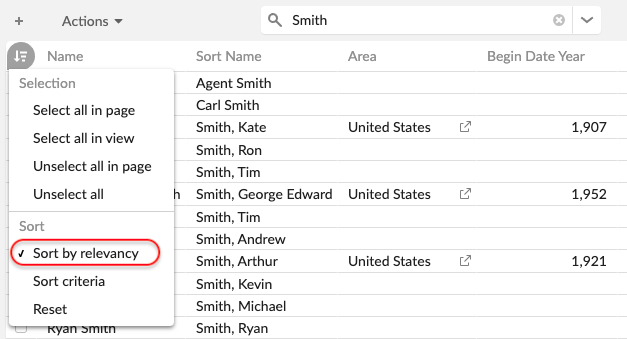 + Actions Smith
Name Sort Name Area Begin Date Year
Selection
Agent Smith
Select all in page
Carl Smith
Select all in view
Smith, Kate United States 1,907
Smith, Ron
Unselect all in page
Smith, Tim
Unselect all
h Smith, George Edward United States 1,952
Smith, Tim
Sort
Smith, Andrew
✓ Sort by relevancy
Smith, Arthur United States 1,921
Sort criteria
Smith, Kevin
Reset
Smith, Michael
Ryan Smith Smith, Ryan